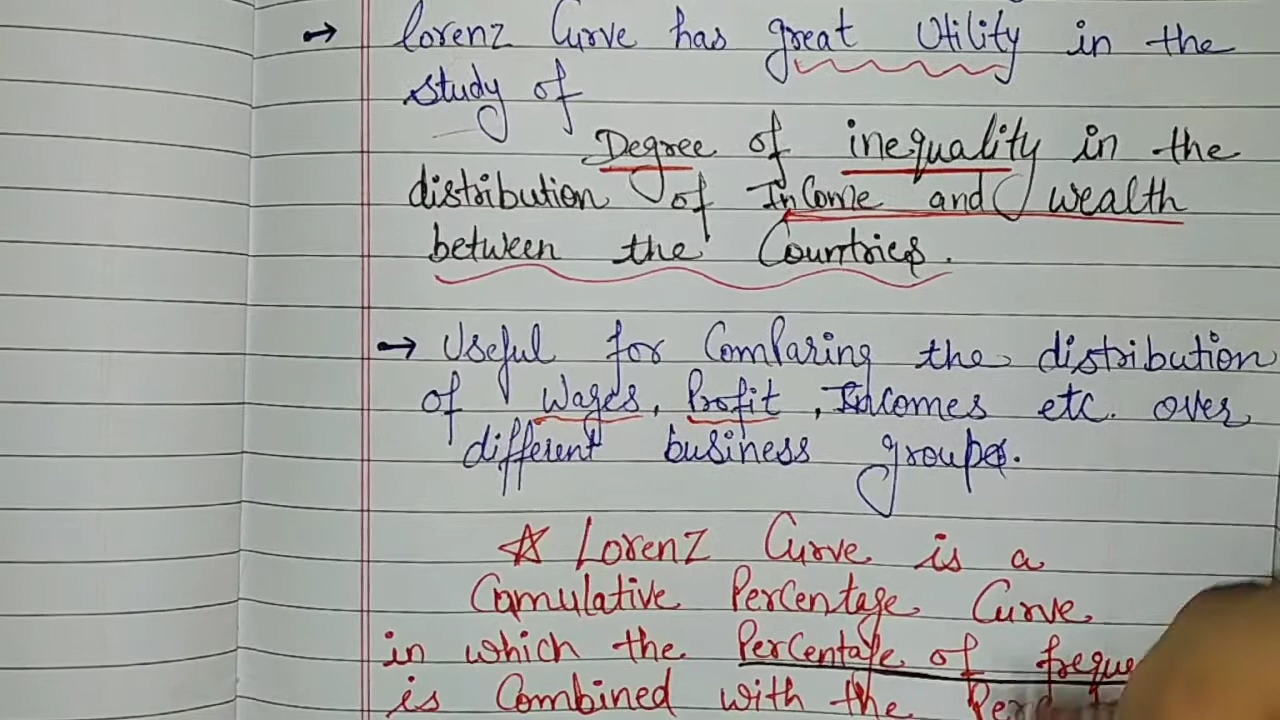 → Lorenz Curve has great Utility in the
study of
Degree of inequality in the
distribution of Income and wealth
between the Countries.
→ Useful for Comparing the distribution
of Wages, Profit, Incomes etc. over
different business groups.
☆ Lorenz Curve is a
Cumulative Percentage Curve
in which the Percentage of freque
is Combined with the Per